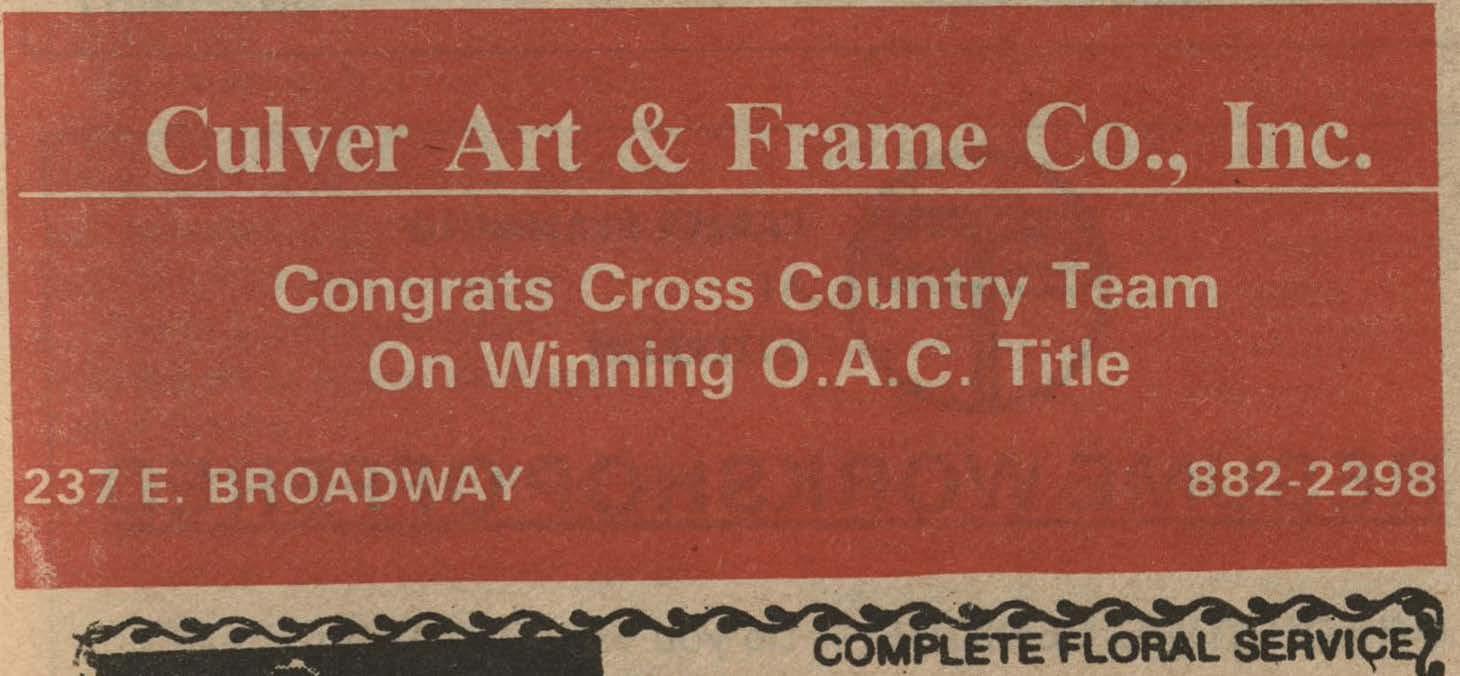 Culver Art & Frame Co., Inc.
Congrats Cross Country Team
On Winning O.A.C. Title
237 E. BROADWAY 882-2298
COMPLETE FLORAL SERVICE